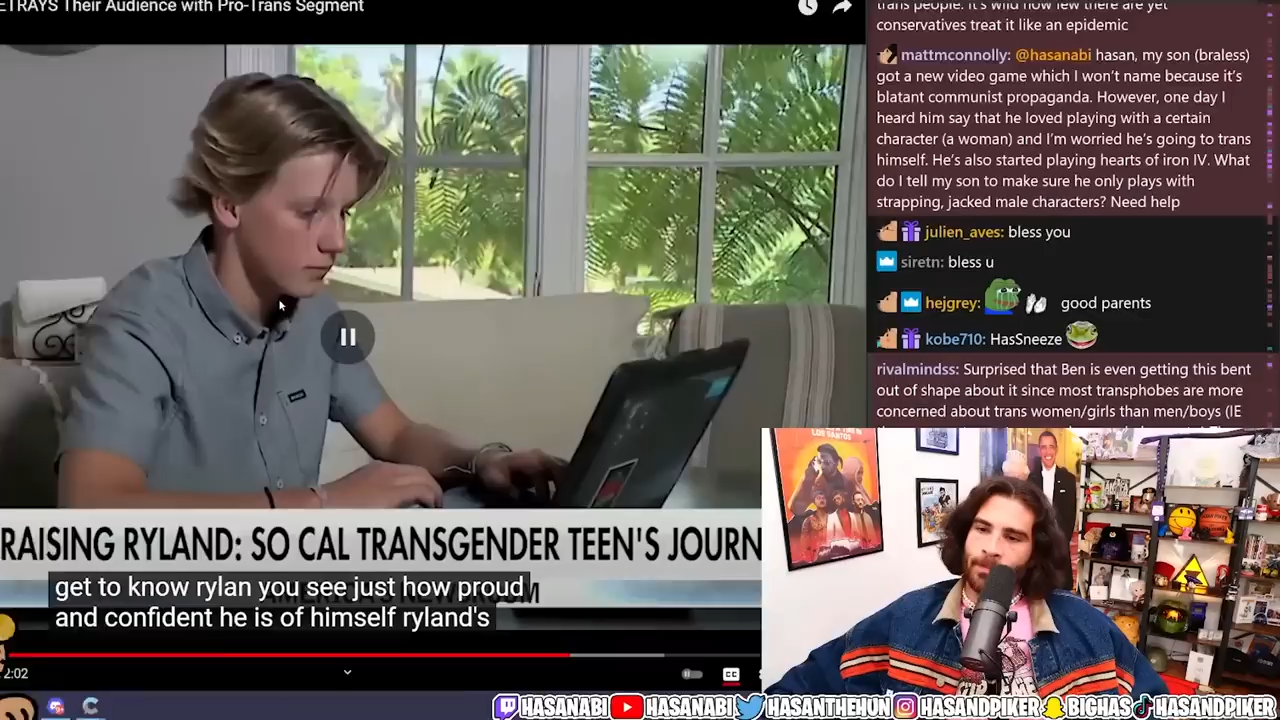 ETRAYS Their Audience with Pro-Trans Segment
trans people. it's wild how few there are yet
conservatives treat it like an epidemic
mattmconnolly: @hasanabi hasan, my son (braless)
got a new video game which I won't name because it's
blatant communist propaganda. However, one day I
heard him say that he loved playing with a certain
character (a woman) and I'm worried he's going to trans
himself. He's also started playing hearts of iron IV. What
do I tell my son to make sure he only plays with
strapping, jacked male characters? Need help
julien_aves: bless you
siretn: bless u
hejgrey: good parents
kobe710: HasSneeze
rivalmindss: Surprised that Ben is even getting this bent
out of shape about it since most transphobes are more
concerned about trans women/girls than men/boys (IE
LOS SANTOS
RAISING RYLAND: SO CAL TRANSGENDER TEEN'S JOURN
get to know rylan you see just how proud
and confident he is of himself ryland's
2:02
CC
HASANABI HASANABI HASANTHEHUN HASANDPIKER BIGHAS HASANDPIKER